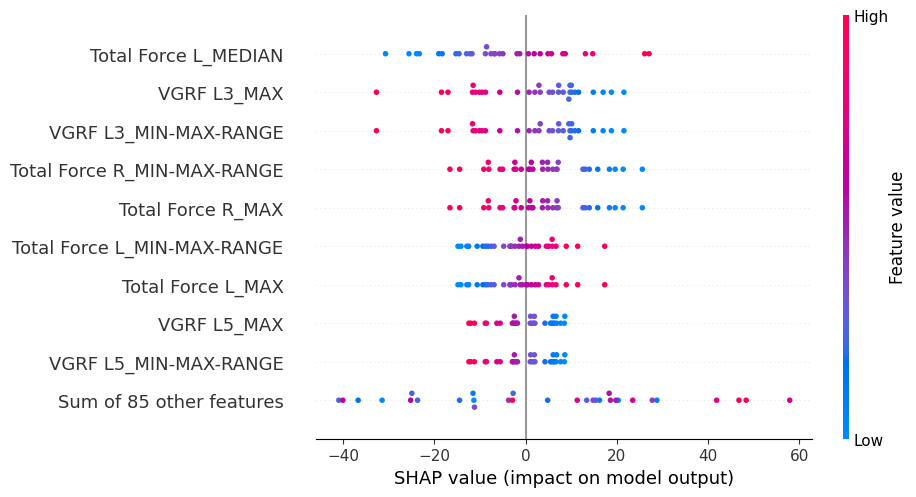 High
Total Force L_MEDIAN
VGRF L3_MAX
VGRF L3_MIN-MAX-RANGE
Total Force R_MIN-MAX-RANGE
Total Force R_MAX
Total Force L_MIN-MAX-RANGE
Total Force L_MAX
VGRF L5_MAX
VGRF L5_MIN-MAX-RANGE
Sum of 85 other features
Feature value
Low
−40 −20 0 20 40 60
SHAP value (impact on model output)